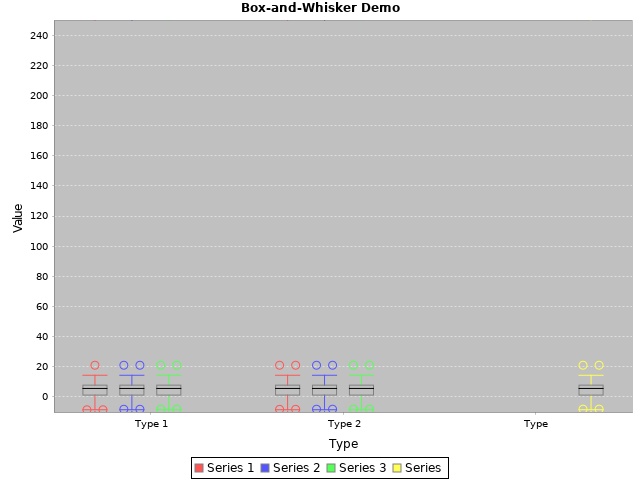 Box-and-Whisker Demo
Value
240
220
200
180
160
140
120
100
80
60
40
20
0
Type 1
Type 2
Type
Type
Series 1
Series 2
Series 3
Series